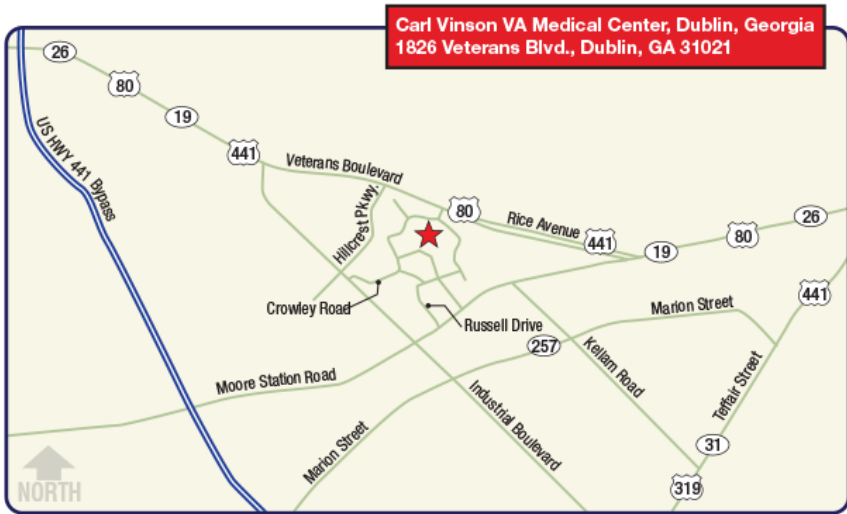 Carl Vinson VA Medical Center, Dublin, Georgia
1826 Veterans Blvd., Dublin, GA 31021
26
80
19
441
US HWY 441 Bypass
Veterans Boulevard
Hillcrest Pkwy.
80
Rice Avenue
441
19
80
26
441
Crowley Road
Russell Drive
Marion Street
257
Kellam Road
Telfair Street
Moore Station Road
Industrial Boulevard
Marion Street
31
319
NORTH